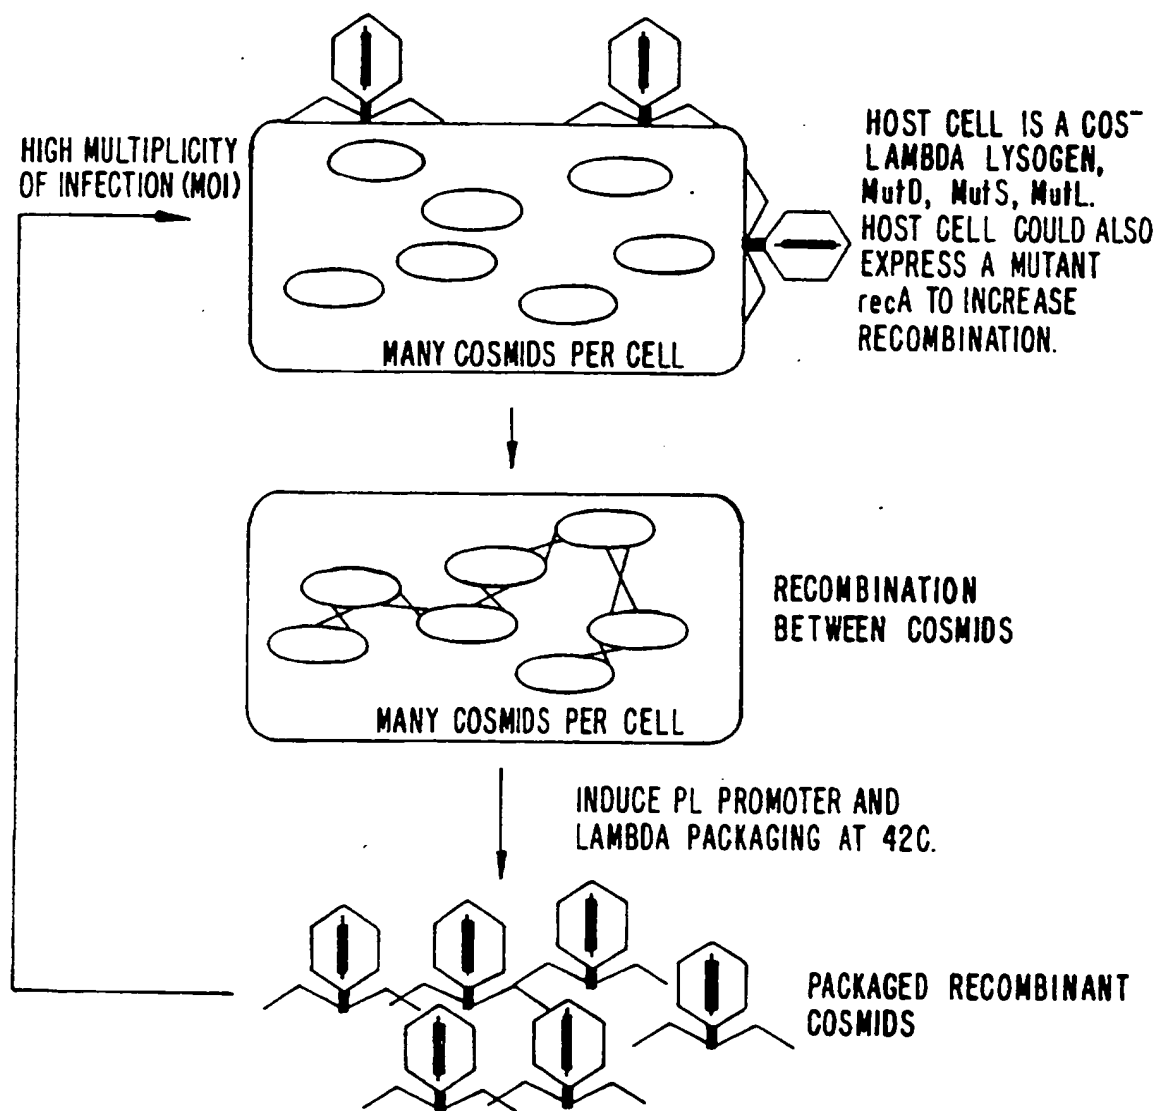 HIGH MULTIPLICITY
OF INFECTION (MOI)
HOST CELL IS A COS⁻
LAMBDA LYSOGEN,
MutD, MutS, MutL.
HOST CELL COULD ALSO
EXPRESS A MUTANT
recA TO INCREASE
RECOMBINATION.
MANY COSMIDS PER CELL
RECOMBINATION
BETWEEN COSMIDS
MANY COSMIDS PER CELL
INDUCE PL PROMOTER AND
LAMBDA PACKAGING AT 42C.
PACKAGED RECOMBINANT
COSMIDS